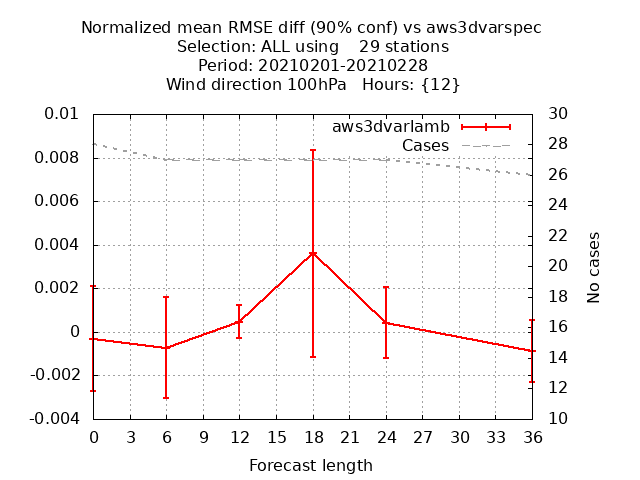 Normalized mean RMSE diff (90% conf) vs aws3dvarspec
Selection: ALL using    29 stations
Period: 20210201-20210228
Wind direction 100hPa   Hours: {12}
aws3dvarlamb
Cases
0.01
0.008
0.006
0.004
0.002
0
-0.002
-0.004
30
28
26
24
22
20
18
16
14
12
10
No cases
0 3 6 9 12 15 18 21 24 27 30 33 36
Forecast length